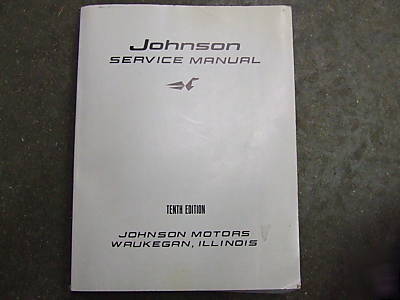 Johnson
SERVICE MANUAL
TENTH EDITION
JOHNSON MOTORS
WAUKEGAN, ILLINOIS